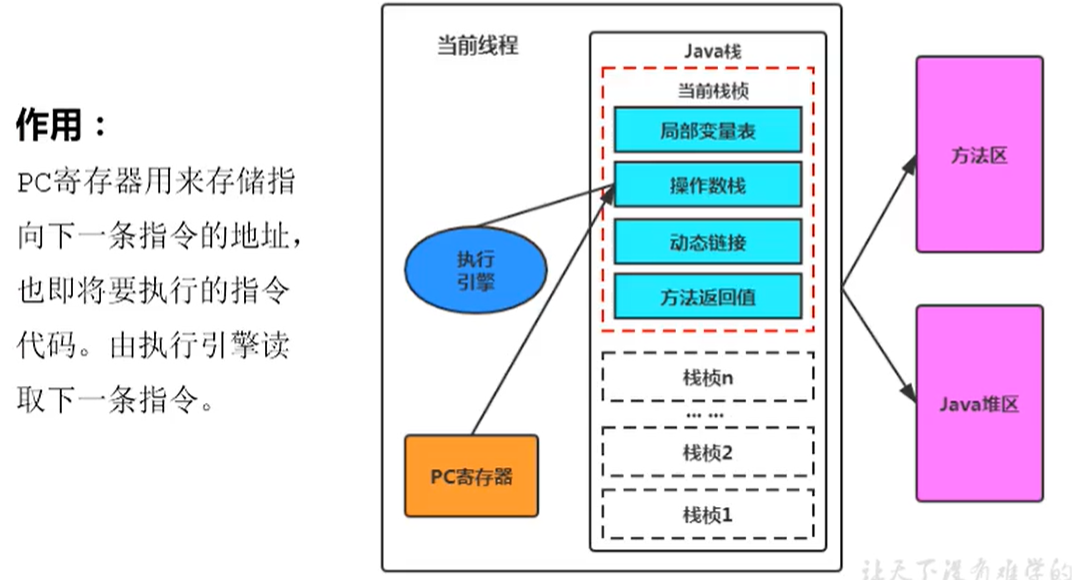 作用：
PC寄存器用来存储指
向下一条指令的地址，
也即将要执行的指令
代码。由执行引擎读
取下一条指令。
当前线程
Java栈
当前栈桢
局部变量表
操作数栈
动态链接
方法返回值
执行
引擎
PC寄存器
栈桢n
... ...
栈桢2
栈桢1
方法区
Java堆区
让天下没有难学的